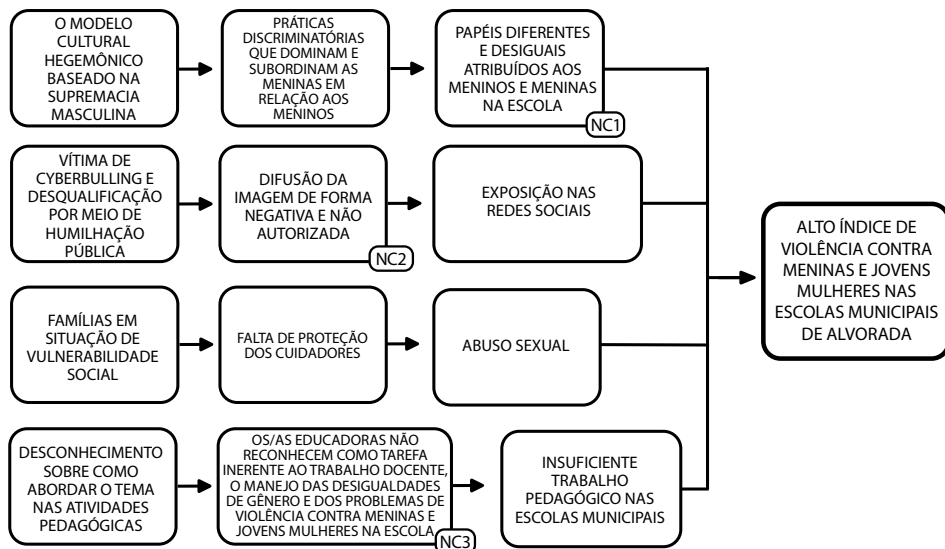 O MODELO
CULTURAL
HEGEMÔNICO
BASEADO NA
SUPREMACIA
MASCULINA
PRÁTICAS
DISCRIMINATÓRIAS
QUE DOMINAM E
SUBORDINAM AS
MENINAS EM
RELAÇÃO AOS
MENINOS
PAPÉIS DIFERENTES
E DESIGUAIS
ATRIBUÍDOS AOS
MENINOS E MENINAS
NA ESCOLA
NC1
VÍTIMA DE
CYBERBULLING E
DESQUALIFICAÇÃO
POR MEIO DE
HUMILHAÇÃO
PÚBLICA
DIFUSÃO DA
IMAGEM DE FORMA
NEGATIVA E NÃO
AUTORIZADA
NC2
EXPOSIÇÃO NAS
REDES SOCIAIS
FAMÍLIAS EM
SITUAÇÃO DE
VULNERABILIDADE
SOCIAL
FALTA DE PROTEÇÃO
DOS CUIDADORES
ABUSO SEXUAL
DESCONHECIMENTO
SOBRE COMO
ABORDAR O TEMA
NAS ATIVIDADES
PEDAGÓGICAS
OS/AS EDUCADORAS NÃO
RECONHECEM COMO TAREFA
INERENTE AO TRABALHO DOCENTE,
O MANEJO DAS DESIGUALDADES
DE GÊNERO E DOS PROBLEMAS DE
VIOLÊNCIA CONTRA MENINAS E
JOVENS MULHERES NA ESCOLA
NC3
INSUFICIENTE
TRABALHO
PEDAGÓGICO NAS
ESCOLAS MUNICIPAIS
ALTO ÍNDICE DE
VIOLÊNCIA CONTRA
MENINAS E JOVENS
MULHERES NAS
ESCOLAS MUNICIPAIS
DE ALVORADA